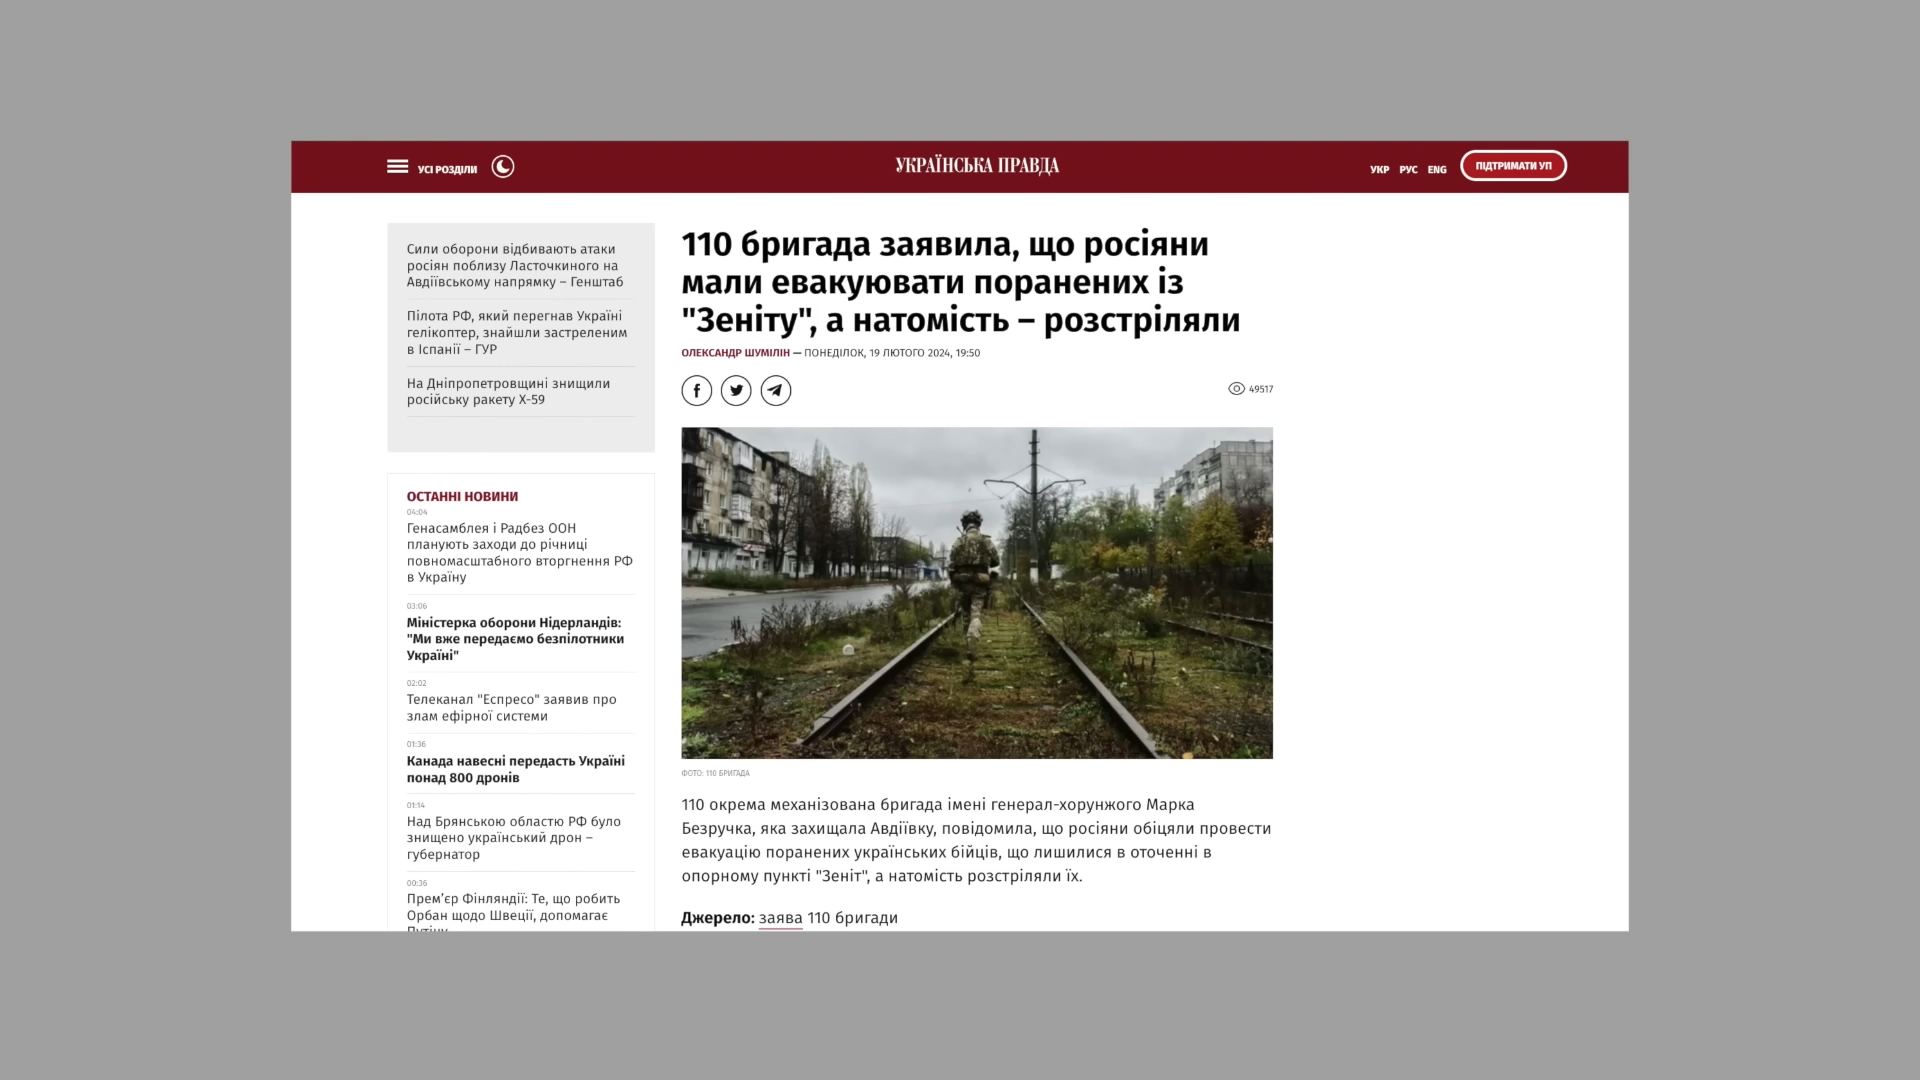 УСІ РОЗДІЛИ
УКРАЇНСЬКА ПРАВДА
УКР РУС ENG
ПІДТРИМАТИ УП
Сили оборони відбивають атаки
росіян поблизу Ласточкиного на
Авдіївському напрямку – Генштаб
Пілота РФ, який перегнав Україні
гелікоптер, знайшли застреленим
в Іспанії – ГУР
На Дніпропетровщині знищили
російську ракету Х-59
ОСТАННІ НОВИНИ
04:04
Генасамблея і Радбез ООН
планують заходи до річниці
повномасштабного вторгнення РФ
в Україну
03:06
Міністерка оборони Нідерландів:
"Ми вже передаємо безпілотники
Україні"
02:02
Телеканал "Еспресо" заявив про
злам ефірної системи
01:36
Канада навесні передасть Україні
понад 800 дронів
01:14
Над Брянською областю РФ було
знищено український дрон –
губернатор
00:36
Прем’єр Фінляндії: Те, що робить
Орбан щодо Швеції, допомагає
Путіну
110 бригада заявила, що росіяни
мали евакуювати поранених із
"Зеніту", а натомість – розстріляли
ОЛЕКСАНДР ШУМІЛІН — ПОНЕДІЛОК, 19 ЛЮТОГО 2024, 19:50
49517
ФОТО: 110 БРИГАДА
110 окрема механізована бригада імені генерал-хорунжого Марка
Безручка, яка захищала Авдіївку, повідомила, що росіяни обіцяли провести
евакуацію поранених українських бійців, що лишилися в оточенні в
опорному пункті "Зеніт", а натомість розстріляли їх.
Джерело: заява 110 бригади